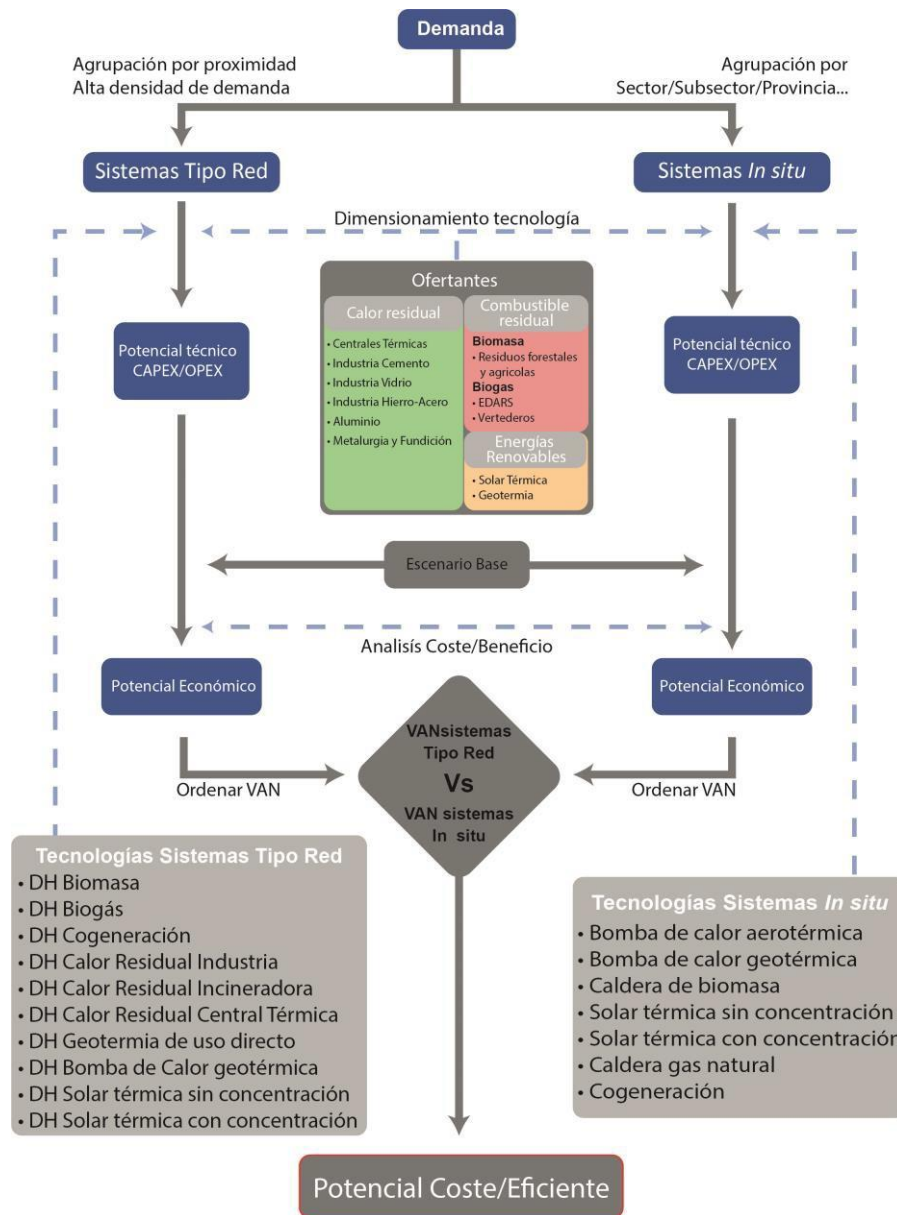 Demanda
Agrupación por proximidad
Alta densidad de demanda
Agrupación por
Sector/Subsector/Provincia...
Sistemas Tipo Red
Sistemas In situ
Dimensionamiento tecnología
Ofertantes
Calor residual
• Centrales Térmicas
• Industria Cemento
• Industria Vidrio
• Industria Hierro-Acero
• Aluminio
• Metalurgia y Fundición
Combustible
residual
Biomasa
• Residuos forestales
y agricolas
Biogas
• EDARS
• Vertederos
Energías
Renovables
• Solar Térmica
• Geotermia
Potencial técnico
CAPEX/OPEX
Potencial técnico
CAPEX/OPEX
Escenario Base
Analisís Coste/Beneficio
Potencial Económico
Potencial Económico
VANsistemas
Tipo Red
Vs
VAN sistemas
In situ
Ordenar VAN
Ordenar VAN
Tecnologías Sistemas Tipo Red
• DH Biomasa
• DH Biogás
• DH Cogeneración
• DH Calor Residual Industria
• DH Calor Residual Incineradora
• DH Calor Residual Central Térmica
• DH Geotermia de uso directo
• DH Bomba de Calor geotérmica
• DH Solar térmica sin concentración
• DH Solar térmica con concentración
Tecnologías Sistemas In situ
• Bomba de calor aerotérmica
• Bomba de calor geotérmica
• Caldera de biomasa
• Solar térmica sin concentración
• Solar térmica con concentración
• Caldera gas natural
• Cogeneración
Potencial Coste/Eficiente